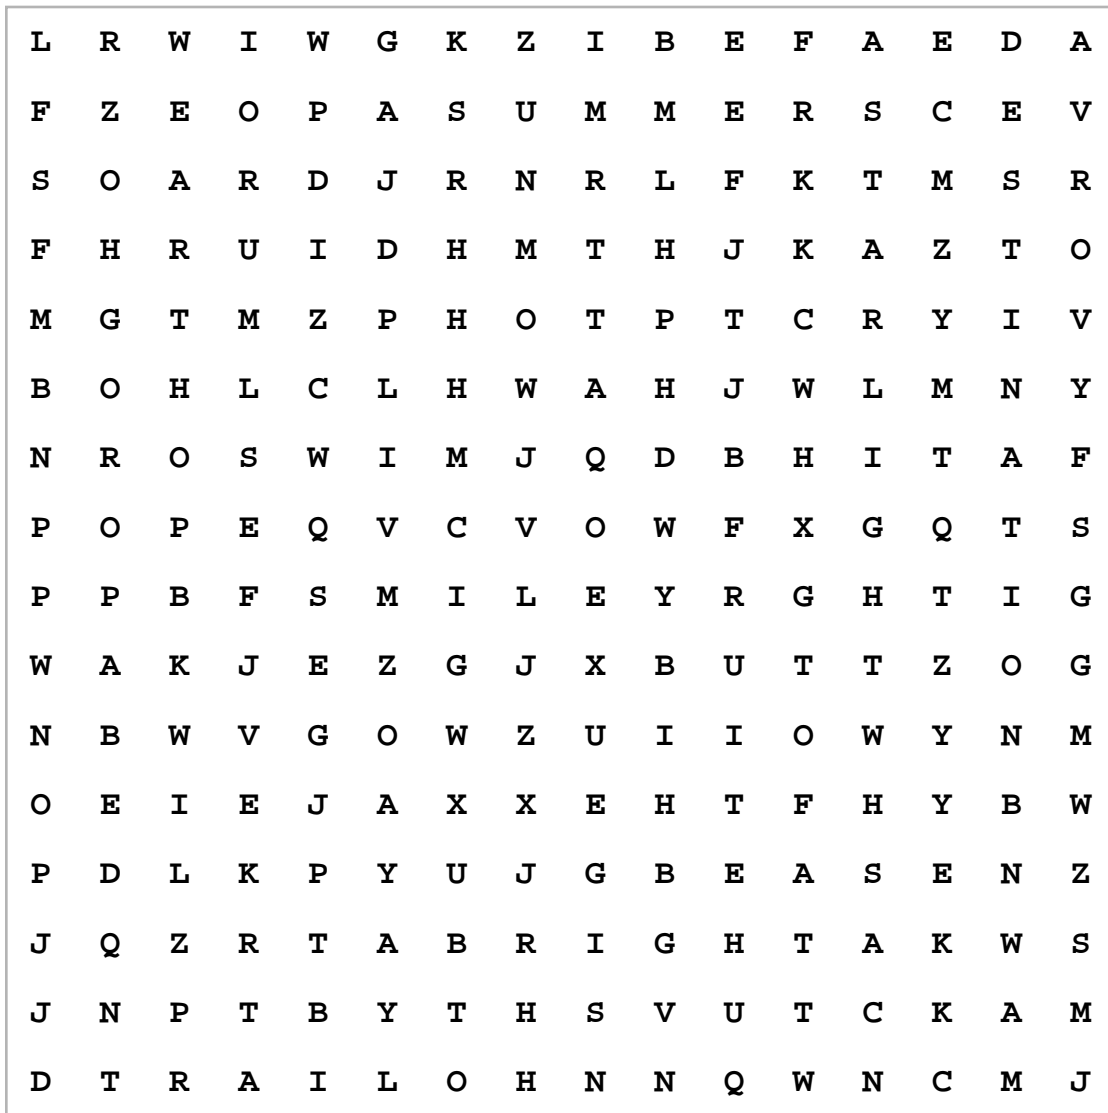 L R W I W G K Z I B E F A E D A
F Z E O P A S U M M E R S C E V
S O A R D J R N R L F K T M S R
F H R U I D H M T H J K A Z T O
M G T M Z P H O T P T C R Y I V
B O H L C L H W A H J W L M N Y
N R O S W I M J Q D B H I T A F
P O P E Q V C V O W F X G Q T S
P P B F S M I L E Y R G H T I G
W A K J E Z G J X B U T T Z O G
N B W V G O W Z U I I O W Y N M
O E I E J A X X E H T F H Y B W
P D L K P Y U J G B E A S E N Z
J Q Z R T A B R I G H T A K W S
J N P T B Y T H S V U T C K A M
D T R A I L O H N N Q W N C M J